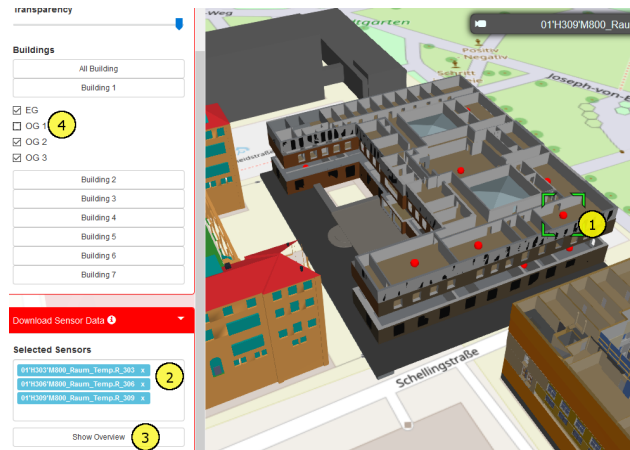 Transparency
Buildings
All Building
Building 1
EG
OG 1
OG 2
OG 3
4
Building 2
Building 3
Building 4
Building 5
Building 6
Building 7
Download Sensor Data
Selected Sensors
01'H303'M800_Raum_Temp.R_303 x
01'H306'M800_Raum_Temp.R_306 x
01'H309'M800_Raum_Temp.R_309 x
2
Show Overview
3
01'H309'M800_Rau
-Weg
Positiv
Negativ
Schritt
Joseph-von-
1
Schellingstraße